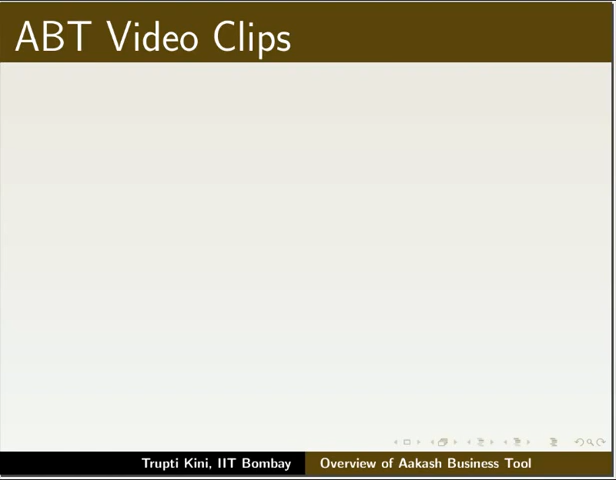 ABT Video Clips
Trupti Kini, IIT Bombay
Overview of Aakash Business Tool